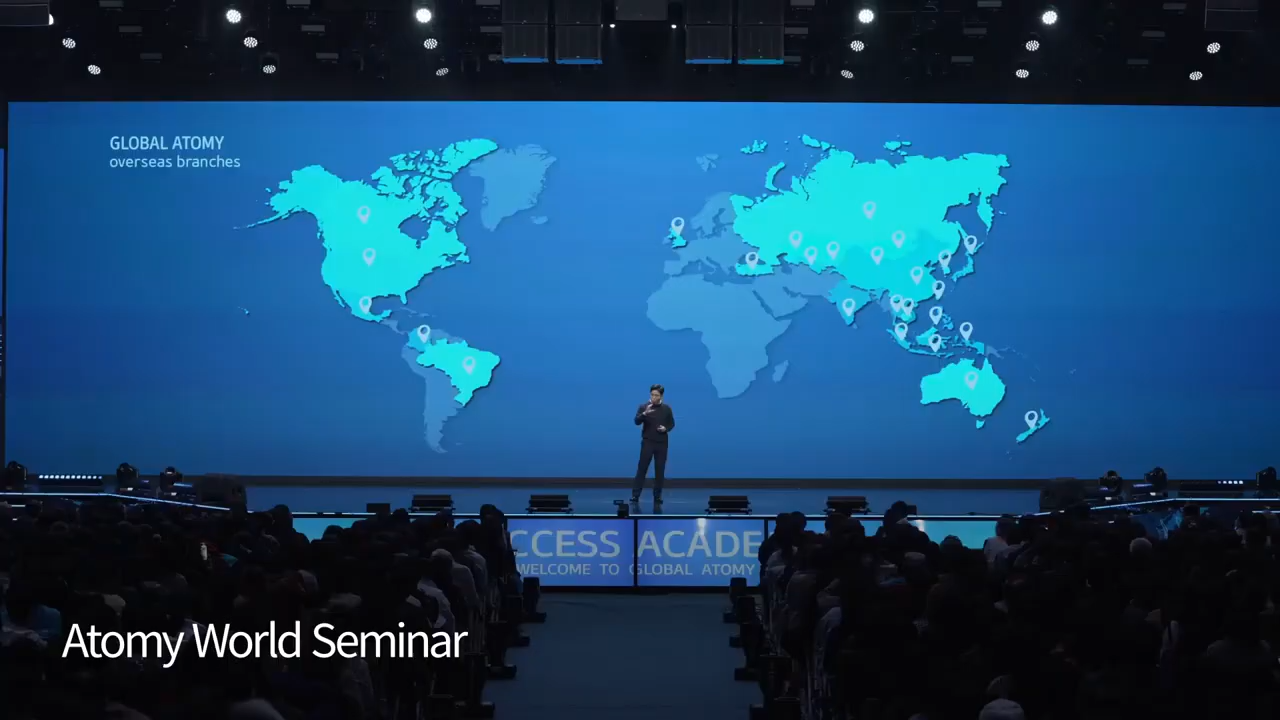 GLOBAL ATOMY
overseas branches
CCESS ACADE
WELCOME TO GLOBAL ATOMY
Atomy World Seminar